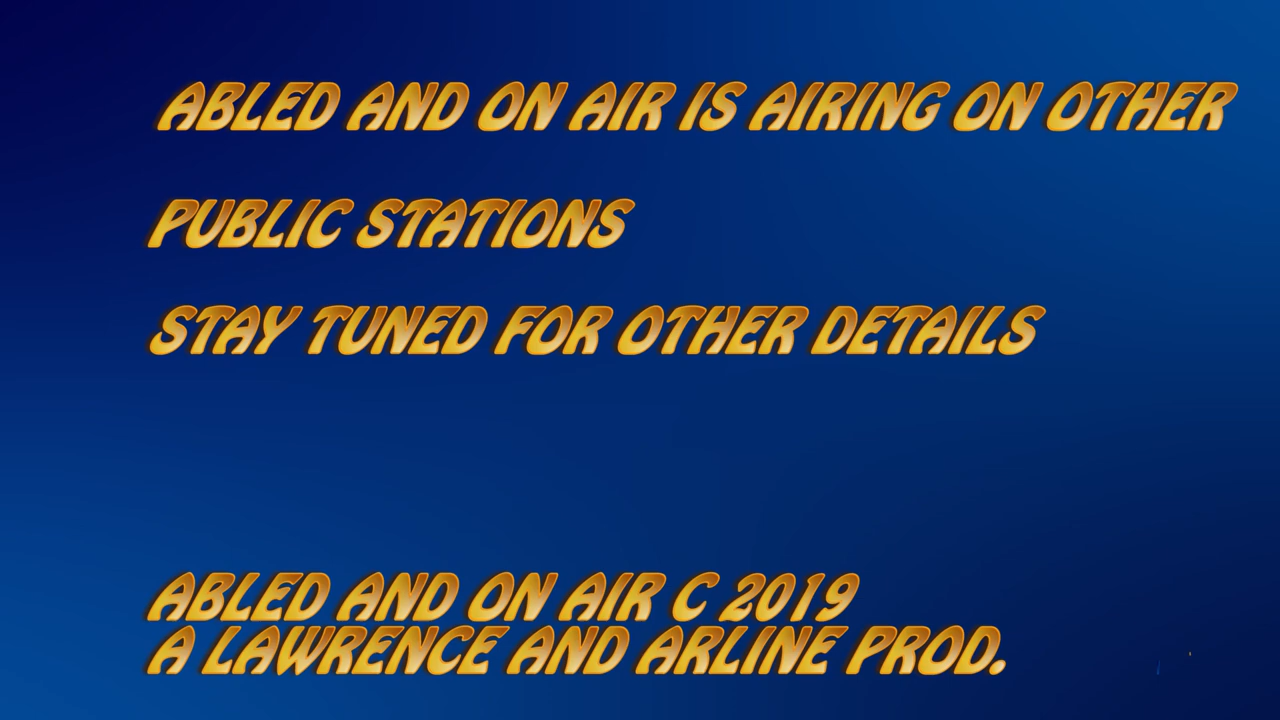 ABLED AND ON AIR IS AIRING ON OTHER
PUBLIC STATIONS
STAY TUNED FOR OTHER DETAILS
ABLED AND ON AIR C 2019
A LAWRENCE AND ARLINE PROD.